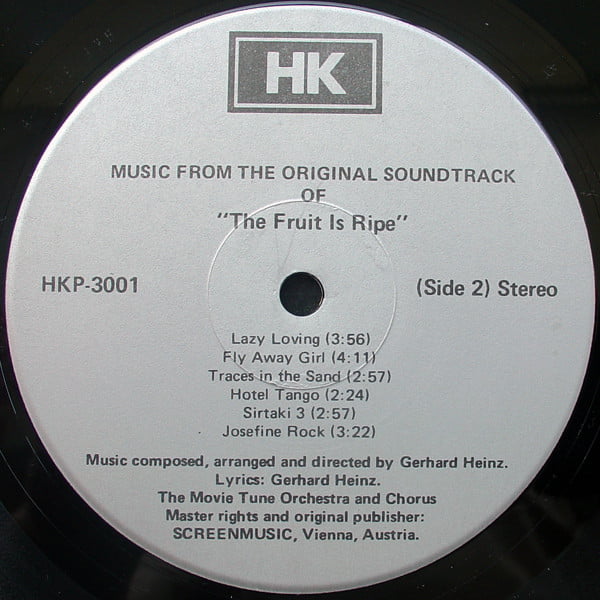 HK
MUSIC FROM THE ORIGINAL SOUNDTRACK
OF
"The Fruit Is Ripe"
HKP-3001
(Side 2) Stereo
Lazy Loving (3:56)
Fly Away Girl (4:11)
Traces in the Sand (2:57)
Hotel Tango (2:24)
Sirtaki 3 (2:57)
Josefine Rock (3:22)
Music composed, arranged and directed by Gerhard Heinz.
Lyrics: Gerhard Heinz.
The Movie Tune Orchestra and Chorus
Master rights and original publisher:
SCREENMUSIC, Vienna, Austria.